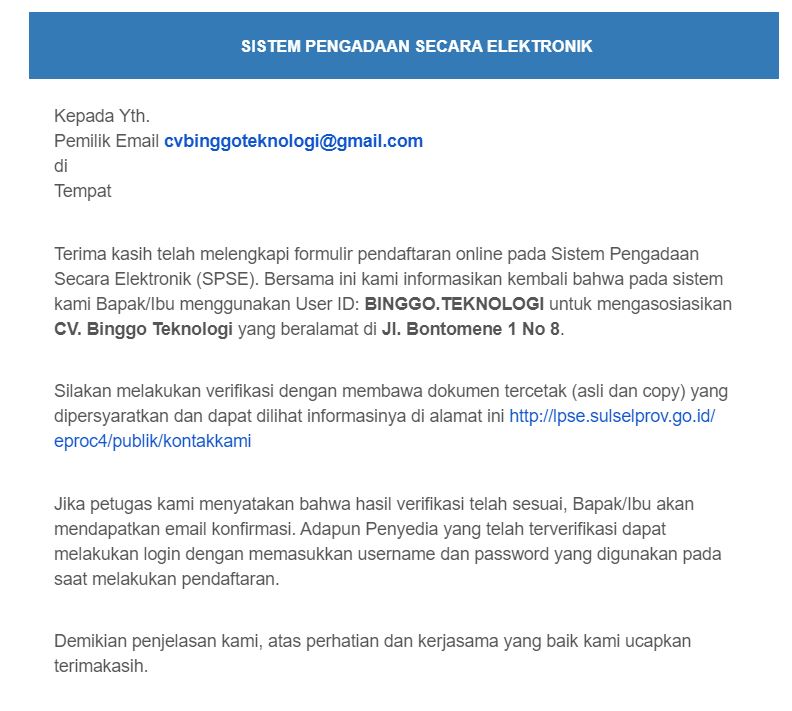 SISTEM PENGADAAN SECARA ELEKTRONIK
Kepada Yth.
Pemilik Email cvbinggoteknologi@gmail.com
di
Tempat
Terima kasih telah melengkapi formulir pendaftaran online pada Sistem Pengadaan
Secara Elektronik (SPSE). Bersama ini kami informasikan kembali bahwa pada sistem
kami Bapak/Ibu menggunakan User ID: BINGGO.TEKNOLOGI untuk mengasosiasikan
CV. Binggo Teknologi yang beralamat di Jl. Bontomene 1 No 8.
Silakan melakukan verifikasi dengan membawa dokumen tercetak (asli dan copy) yang
dipersyaratkan dan dapat dilihat informasinya di alamat ini http://lpse.sulselprov.go.id/
eproc4/publik/kontakkami
Jika petugas kami menyatakan bahwa hasil verifikasi telah sesuai, Bapak/Ibu akan
mendapatkan email konfirmasi. Adapun Penyedia yang telah terverifikasi dapat
melakukan login dengan memasukkan username dan password yang digunakan pada
saat melakukan pendaftaran.
Demikian penjelasan kami, atas perhatian dan kerjasama yang baik kami ucapkan
terimakasih.